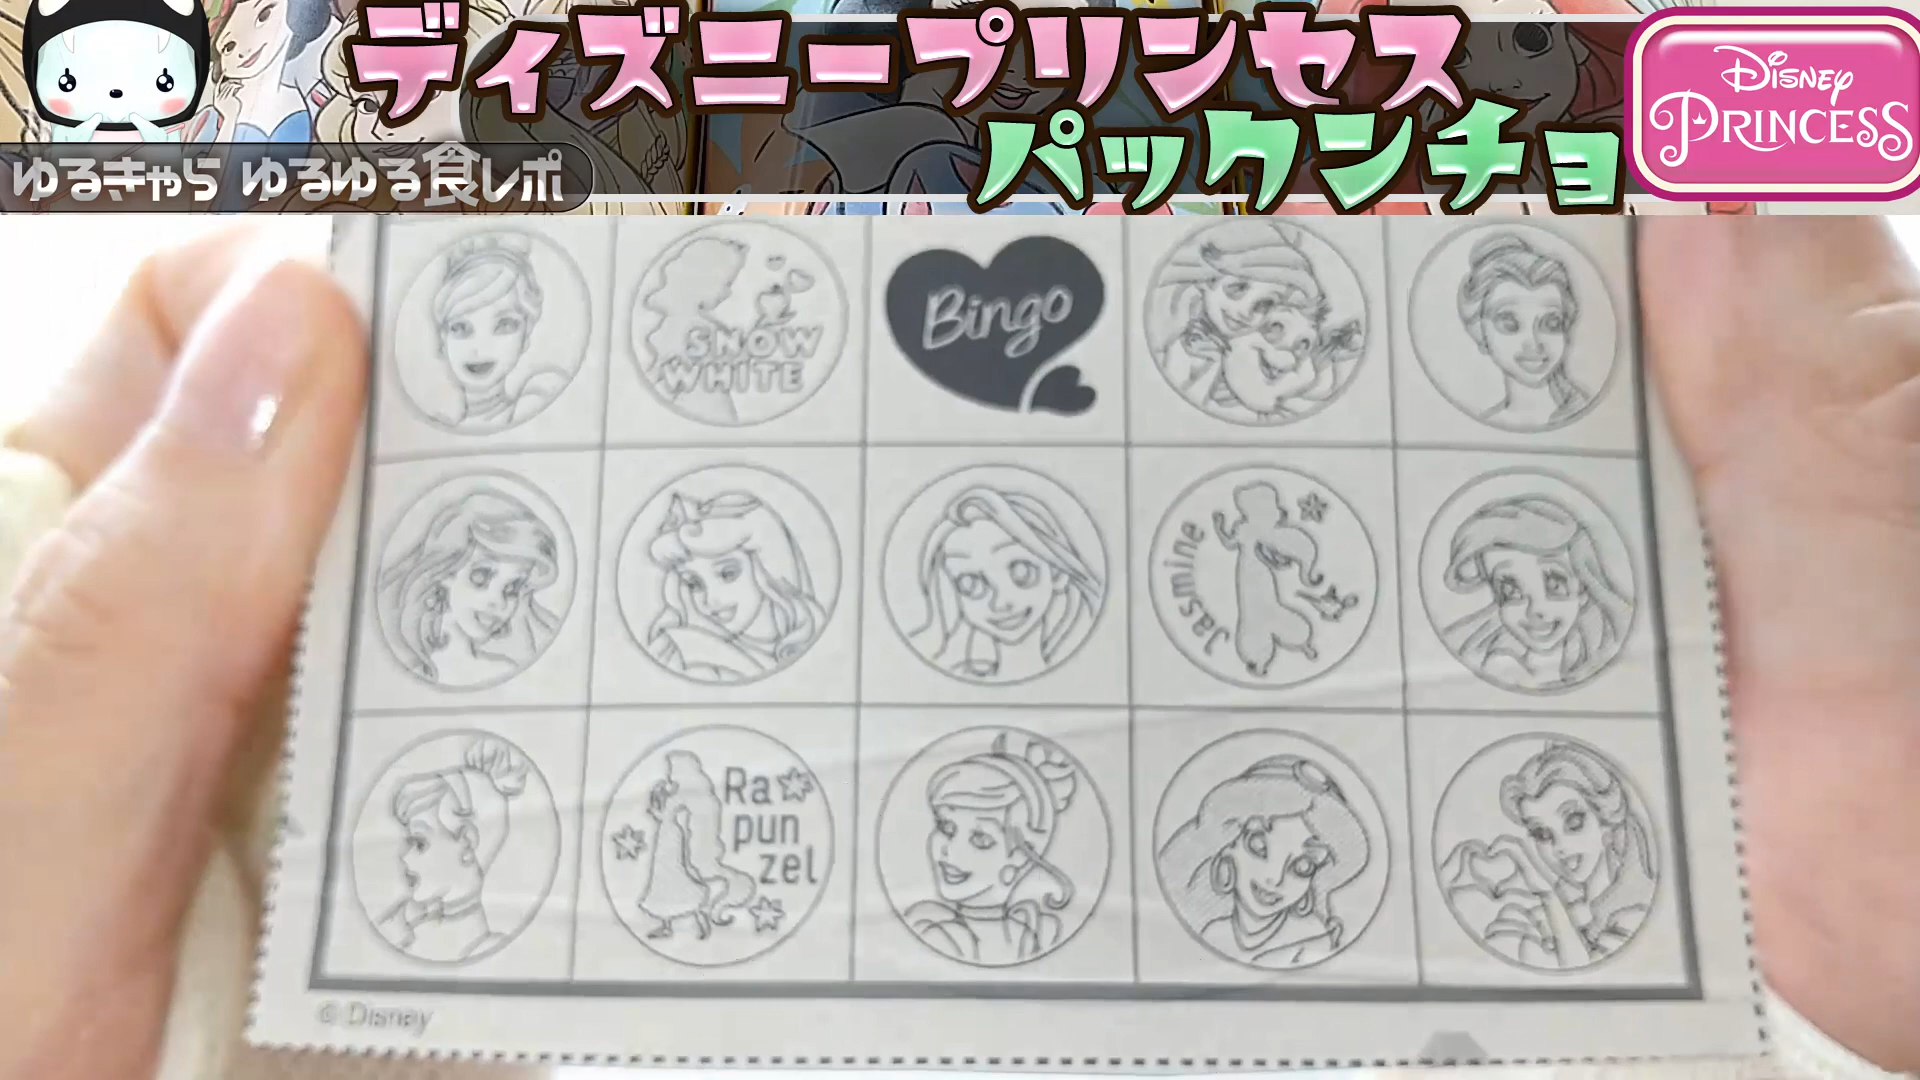 ディズニープリンセス
パックンチョ
Disney
PRINCESS
ゆるきゃら ゆるゆる食レポ
SNOW
WHITE
Bingo
Jasmine
Ra
pun
zel
© Disney